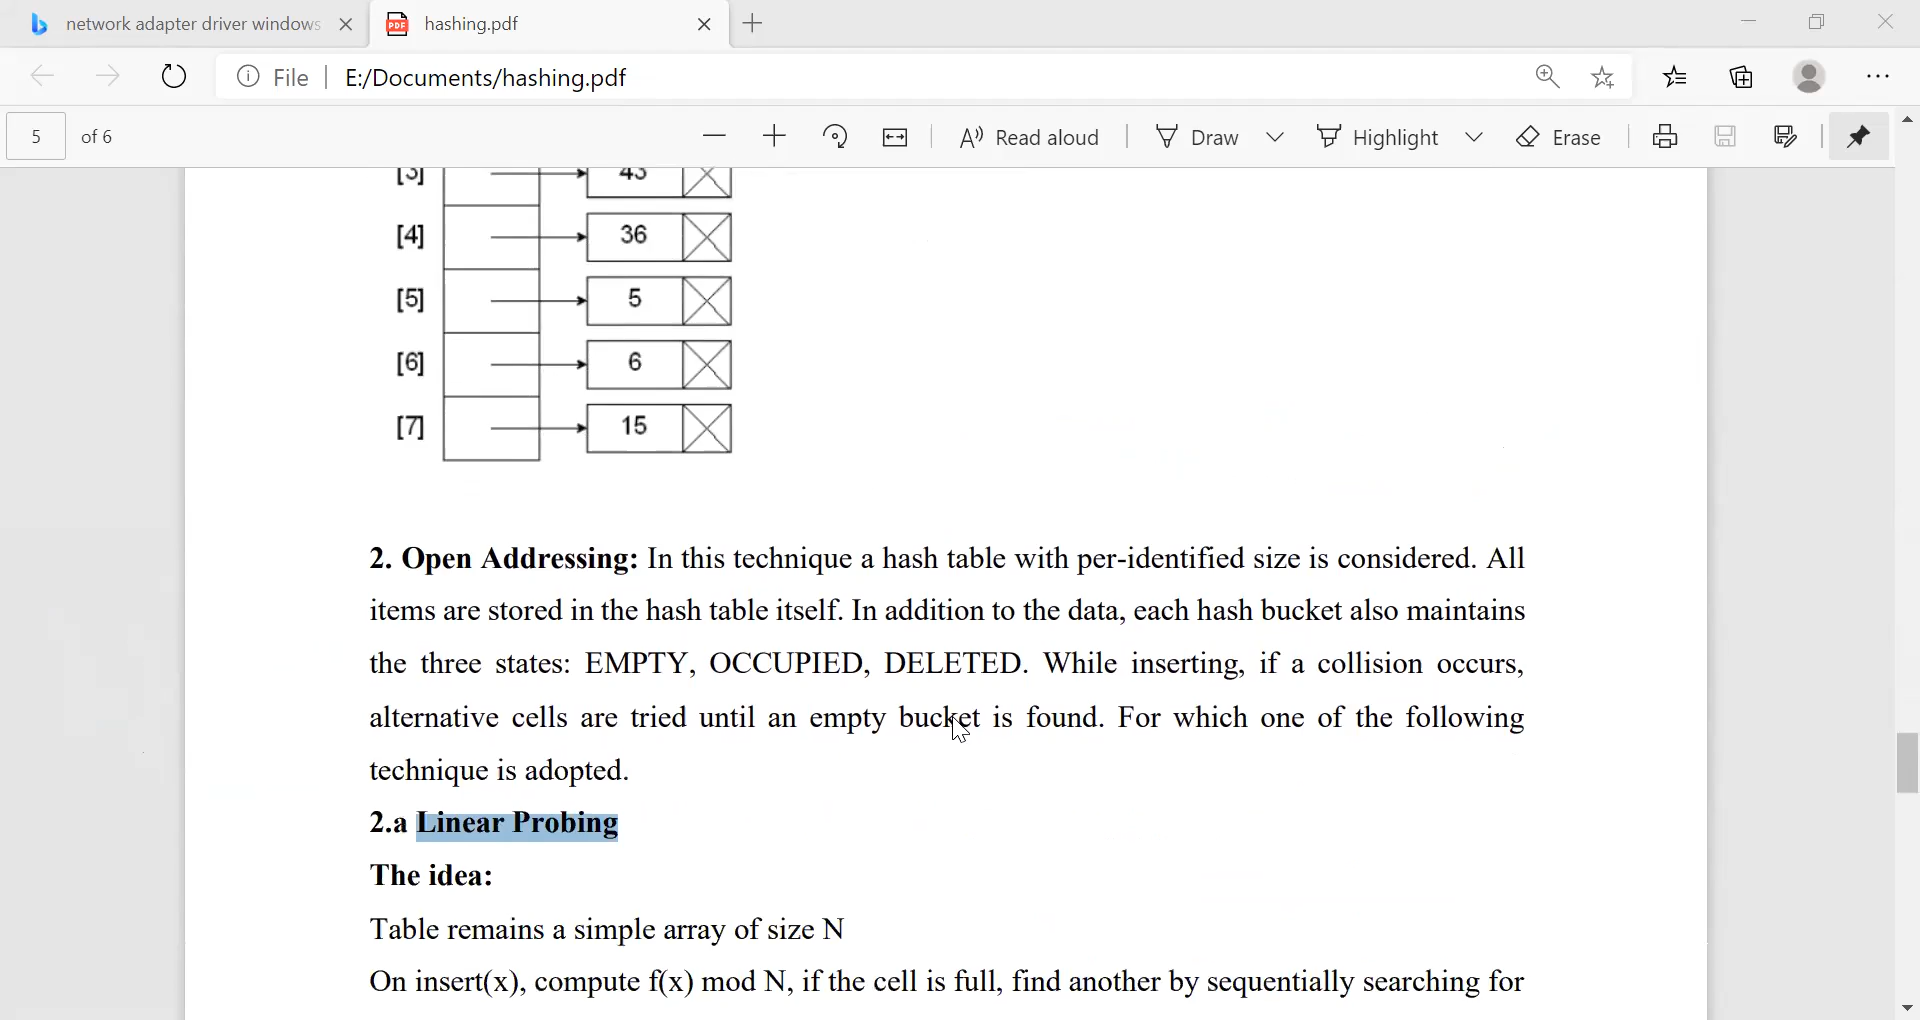 network adapter driver windows
hashing.pdf
File
E:/Documents/hashing.pdf
5 of 6
Read aloud
Draw
Highlight
Erase
[3] 43
[4] 36
[5] 5
[6] 6
[7] 15
2. Open Addressing: In this technique a hash table with per-identified size is considered. All
items are stored in the hash table itself. In addition to the data, each hash bucket also maintains
the three states: EMPTY, OCCUPIED, DELETED. While inserting, if a collision occurs,
alternative cells are tried until an empty bucket is found. For which one of the following
technique is adopted.
2.a Linear Probing
The idea:
Table remains a simple array of size N
On insert(x), compute f(x) mod N, if the cell is full, find another by sequentially searching for